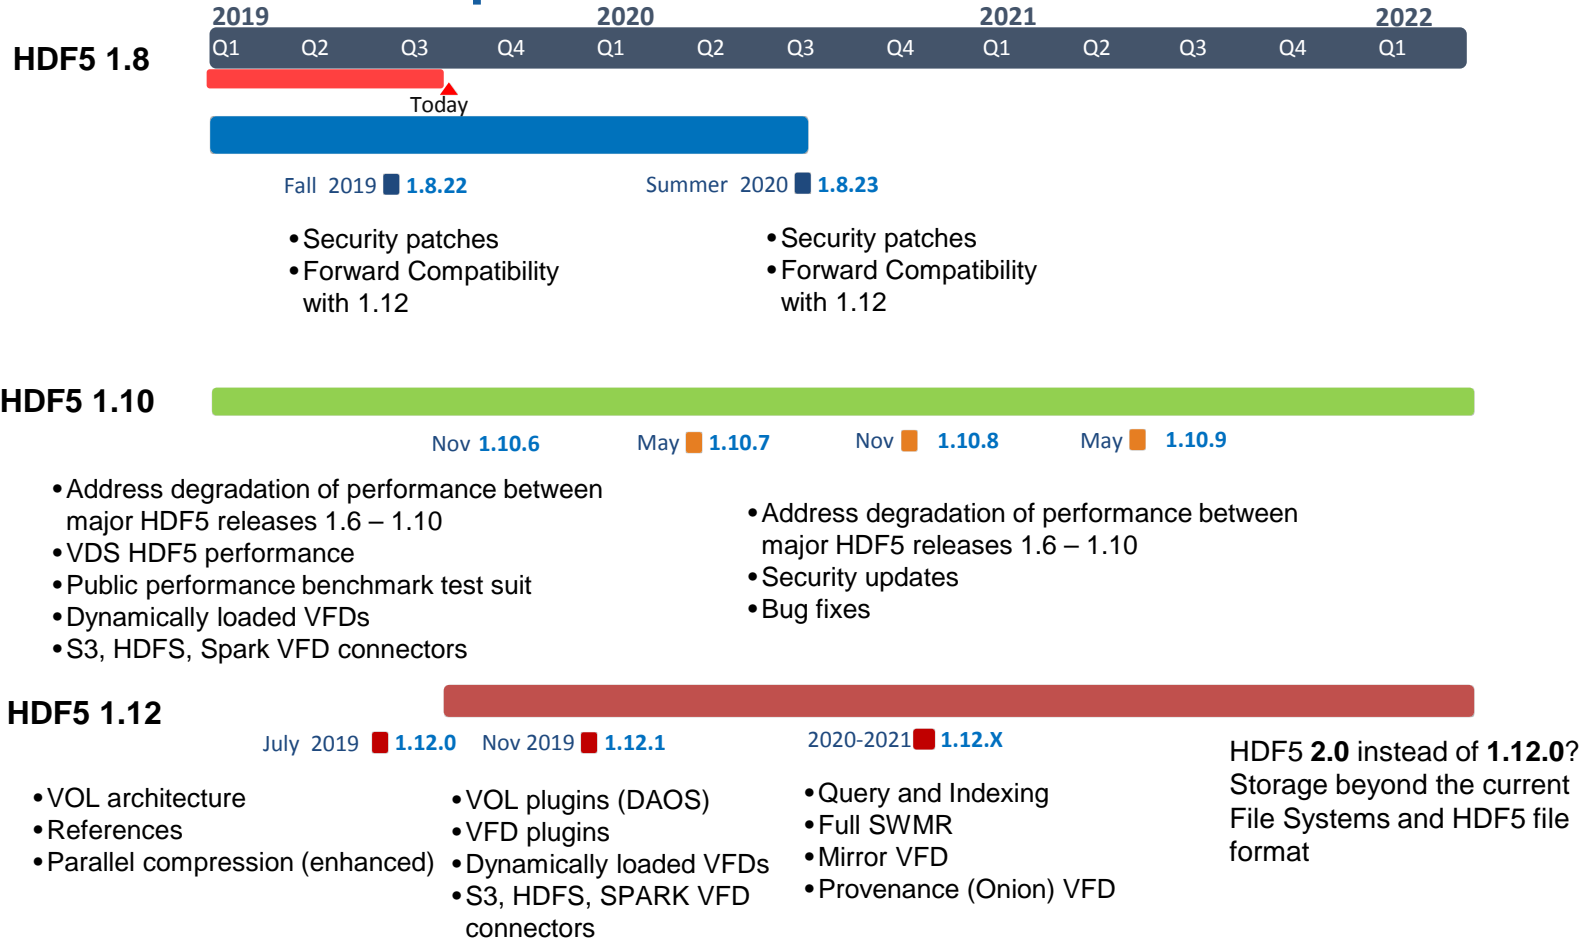 2019 2020 2021 2022
HDF5 1.8
Q1 Q2 Q3 Q4 Q1 Q2 Q3 Q4 Q1 Q2 Q3 Q4 Q1
Today
Fall 2019 1.8.22
Summer 2020 1.8.23
•Security patches
•Forward Compatibility
with 1.12
•Security patches
•Forward Compatibility
with 1.12
HDF5 1.10
Nov 1.10.6
May 1.10.7
Nov 1.10.8
May 1.10.9
•Address degradation of performance between
major HDF5 releases 1.6 – 1.10
•VDS HDF5 performance
•Public performance benchmark test suit
•Dynamically loaded VFDs
•S3, HDFS, Spark VFD connectors
•Address degradation of performance between
major HDF5 releases 1.6 – 1.10
•Security updates
•Bug fixes
HDF5 1.12
July 2019 1.12.0
Nov 2019 1.12.1
2020-2021 1.12.X
•VOL architecture
•References
•Parallel compression (enhanced)
•VOL plugins (DAOS)
•VFD plugins
•Dynamically loaded VFDs
•S3, HDFS, SPARK VFD
connectors
•Query and Indexing
•Full SWMR
•Mirror VFD
•Provenance (Onion) VFD
HDF5 2.0 instead of 1.12.0?
Storage beyond the current
File Systems and HDF5 file
format